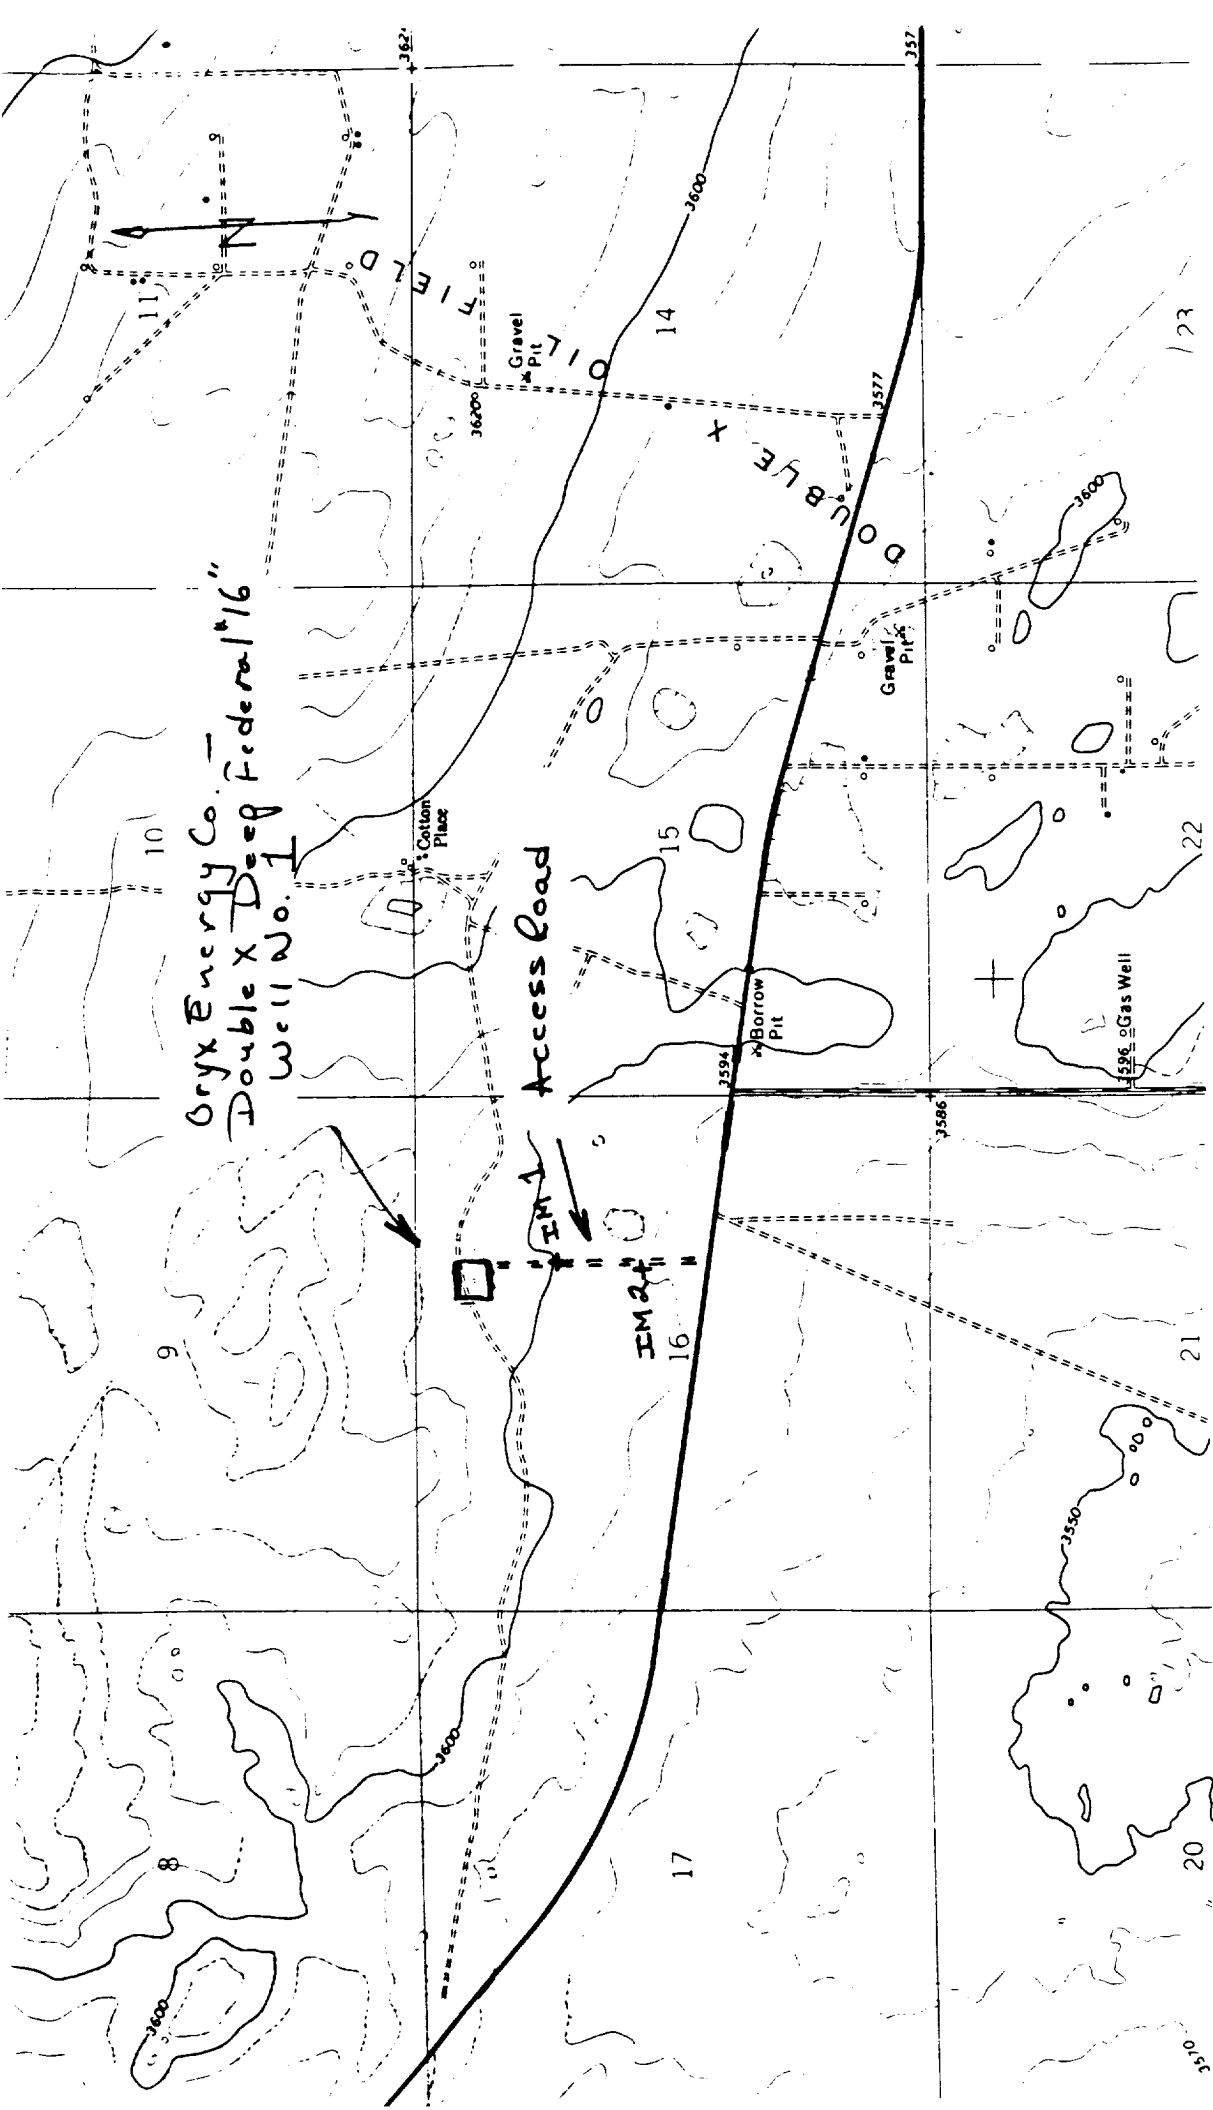 Oryx Energy Co. —
Double X Deep Federal "16"
Well No. 1
Access Road
IM 1
IM 2+
N
DOUBLE X OIL FIELD
8
9
10
11
17
16
15
14
20
21
22
23
3600
3600
3600
3600
3550
3570
3594
3586
3596
Gas Well
Borrow
Pit
Cotton
Place
Gravel
Pit
Gravel
Pit
3620
3577
362
357